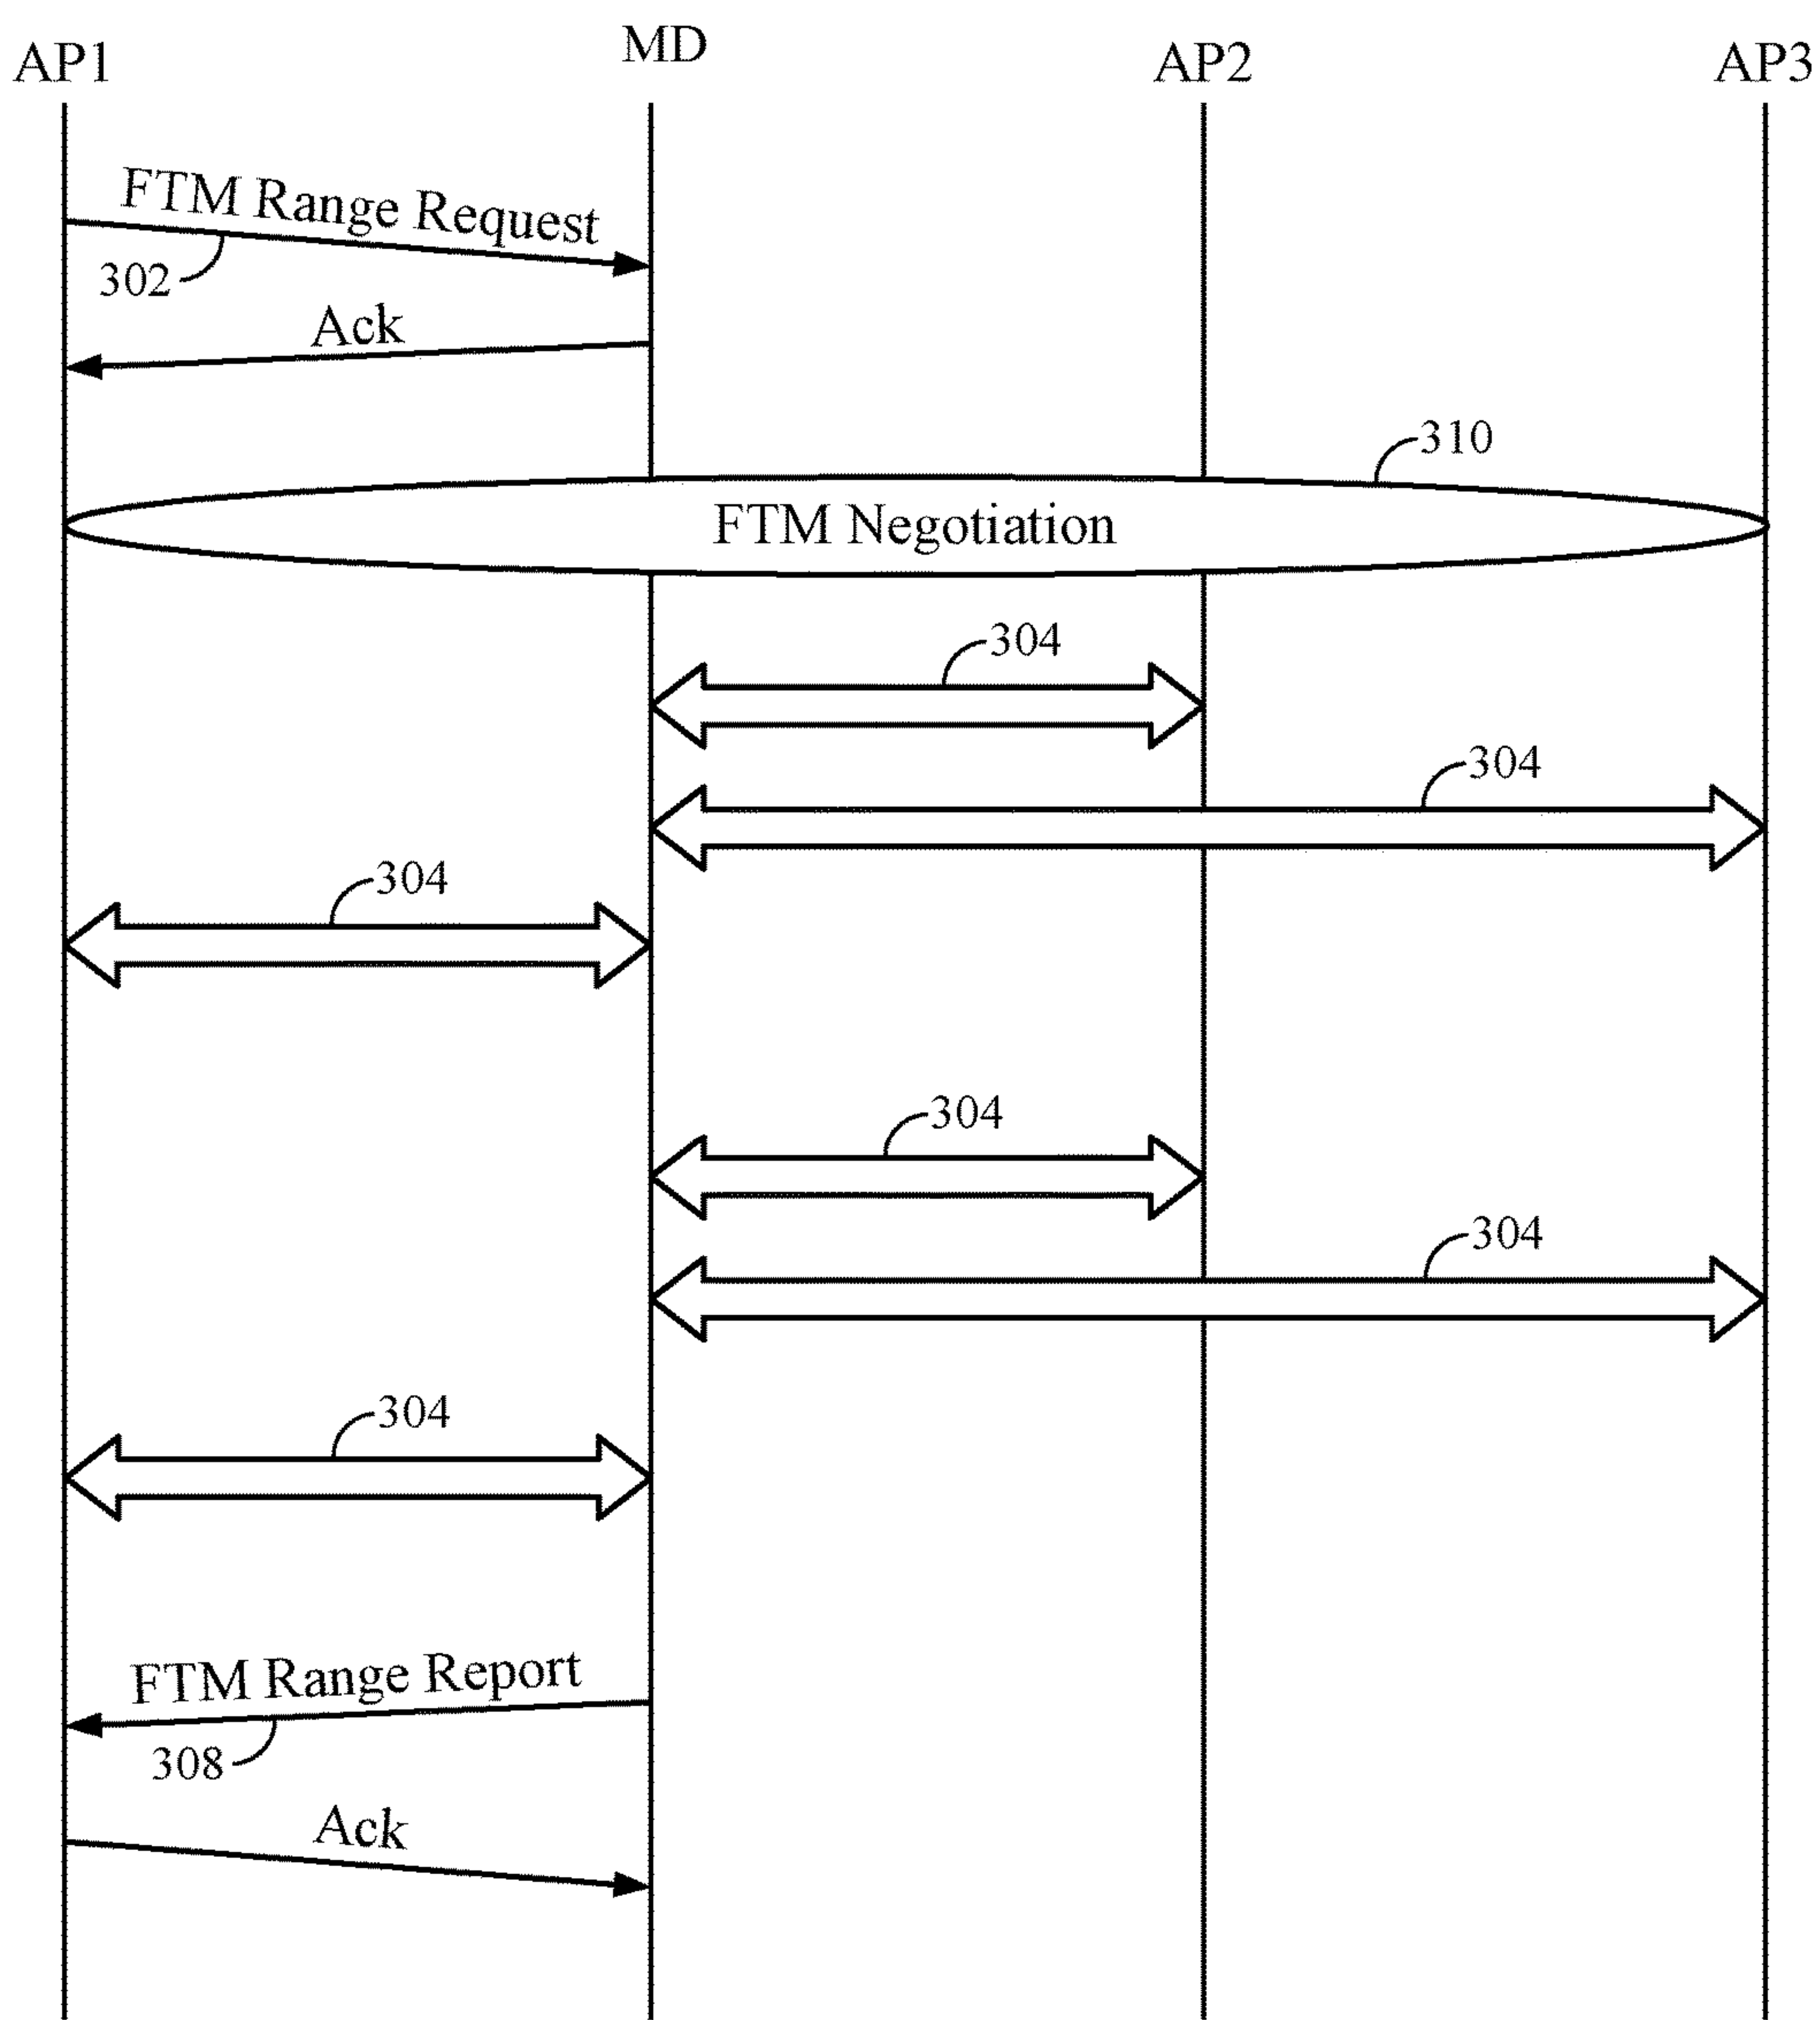 AP1
MD
AP2
AP3
FTM Range Request
302
Ack
310
FTM Negotiation
304
304
304
304
304
304
FTM Range Report
308
Ack